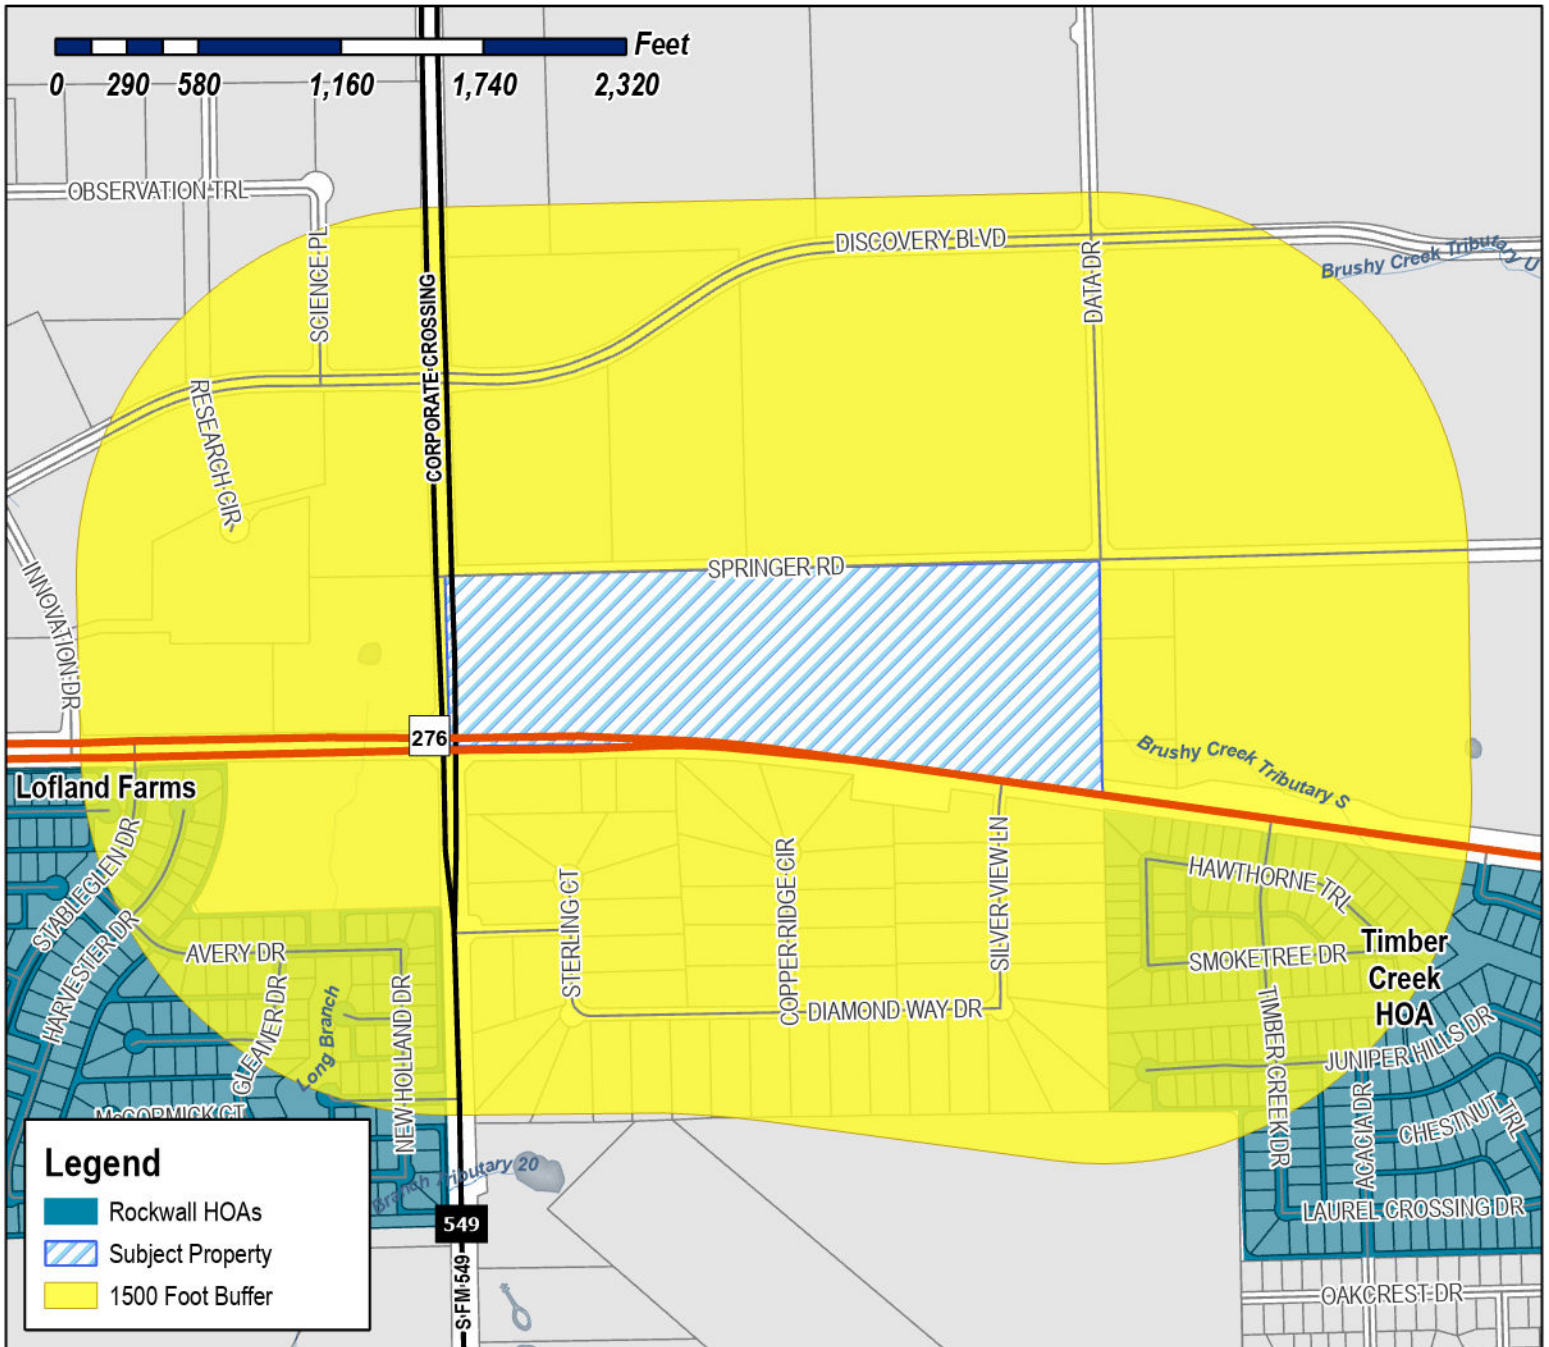 Feet
0 290 580 1,160 1,740 2,320
OBSERVATION TRL
SCIENCE PL
DISCOVERY BLVD
DATA DR
Brushy Creek Tributary U
CORPORATE CROSSING
RESEARCH CIR
INNOVATION DR
SPRINGER RD
276
Brushy Creek Tributary S
Lofland Farms
STABLEGLEN DR
HARVESTER DR
AVERY DR
GLEANER DR
Long Branch
NEW HOLLAND DR
McCORMICK CT
STERLING CT
COPPER RIDGE CIR
SILVER VIEW LN
DIAMOND WAY DR
HAWTHORNE TRL
SMOKETREE DR
Timber
Creek
HOA
TIMBER CREEK DR
JUNIPER HILLS DR
ACACIA DR
CHESTNUT TRL
LAUREL CROSSING DR
OAKCREST DR
Branch Tributary 20
549
S FM 549
Legend
Rockwall HOAs
Subject Property
1500 Foot Buffer